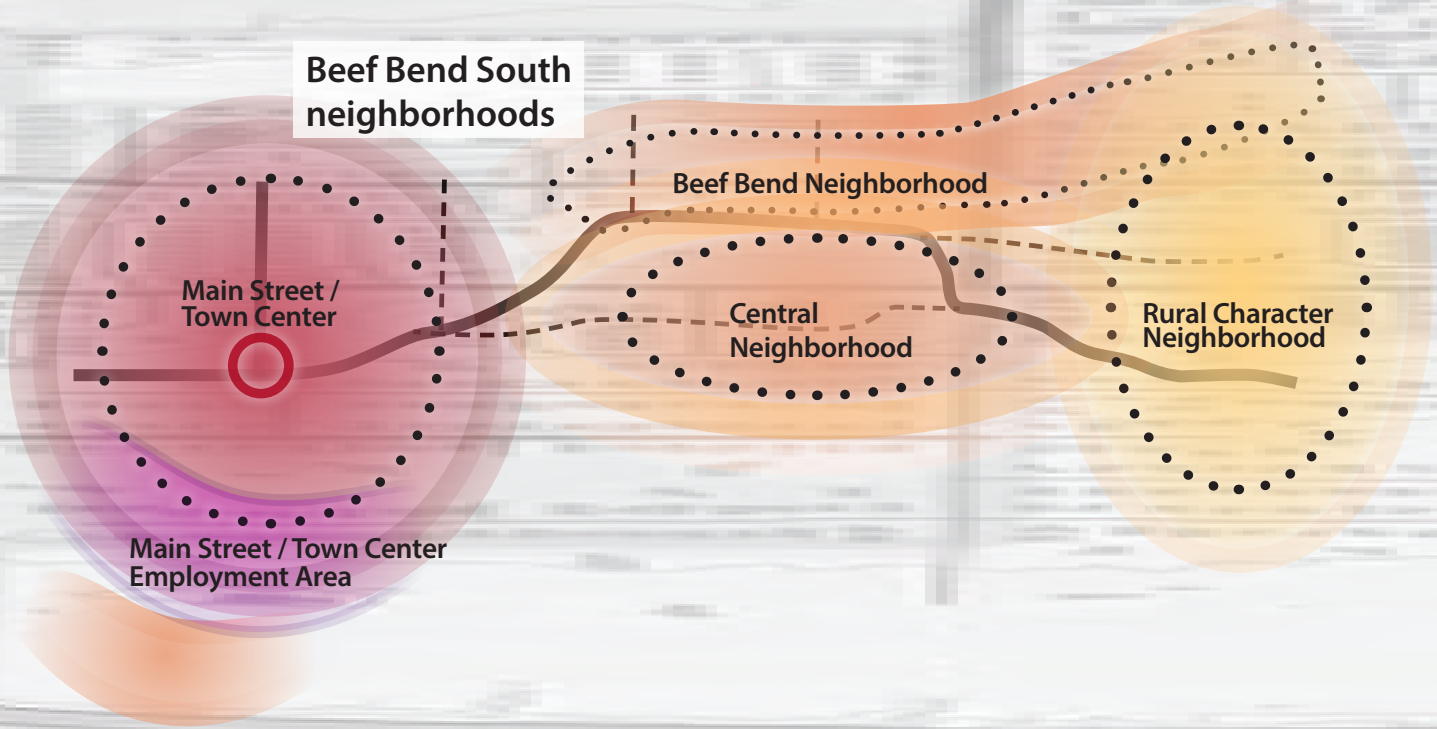 Beef Bend South
neighborhoods
Beef Bend Neighborhood
Main Street /
Town Center
Central
Neighborhood
Rural Character
Neighborhood
Main Street / Town Center
Employment Area